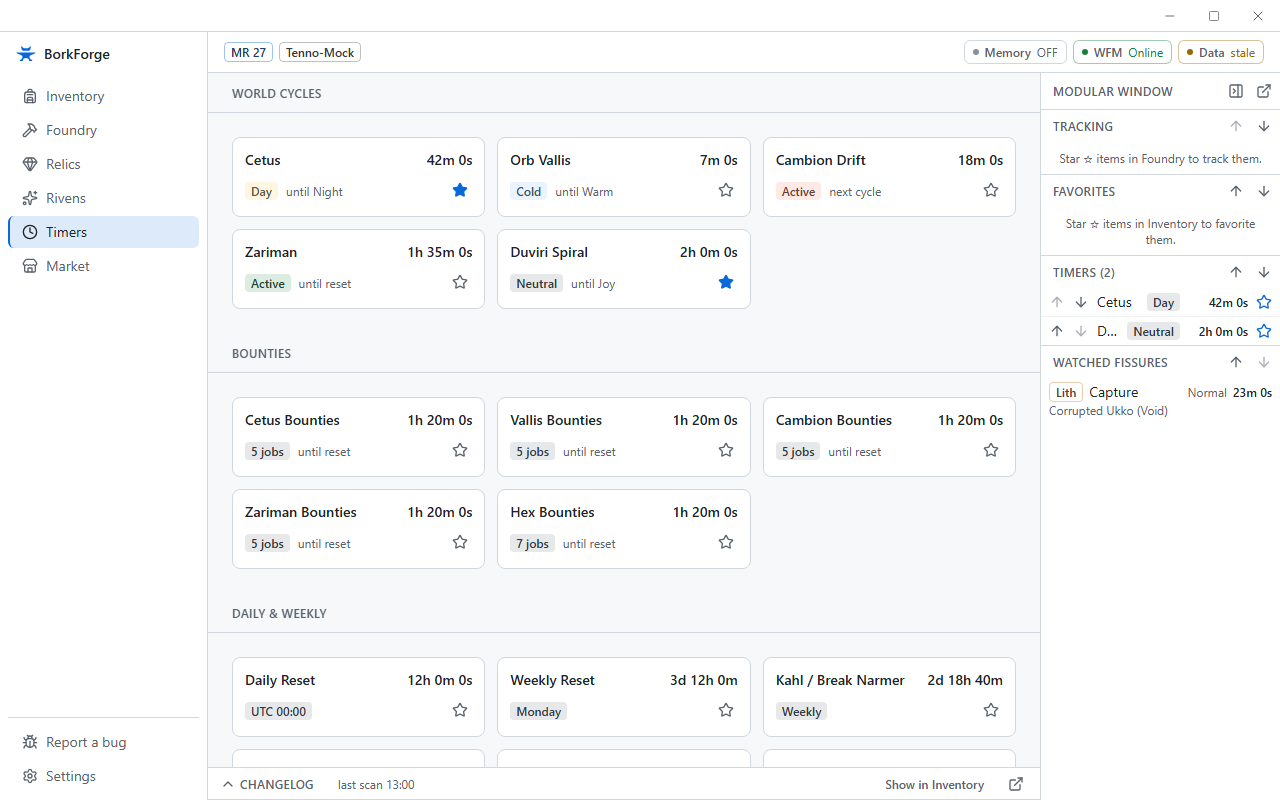 BorkForge
Inventory
Foundry
Relics
Rivens
Timers
Market
Report a bug
Settings
MR 27
Tenno-Mock
Memory OFF
WFM Online
Data stale
WORLD CYCLES
Cetus 42m 0s
Day until Night
Orb Vallis 7m 0s
Cold until Warm
Cambion Drift 18m 0s
Active next cycle
Zariman 1h 35m 0s
Active until reset
Duviri Spiral 2h 0m 0s
Neutral until Joy
BOUNTIES
Cetus Bounties 1h 20m 0s
5 jobs until reset
Vallis Bounties 1h 20m 0s
5 jobs until reset
Cambion Bounties 1h 20m 0s
5 jobs until reset
Zariman Bounties 1h 20m 0s
5 jobs until reset
Hex Bounties 1h 20m 0s
7 jobs until reset
DAILY & WEEKLY
Daily Reset 12h 0m 0s
UTC 00:00
Weekly Reset 3d 12h 0m
Monday
Kahl / Break Narmer 2d 18h 40m
Weekly
CHANGELOG last scan 13:00 Show in Inventory
MODULAR WINDOW
TRACKING
Star ☆ items in Foundry to track them.
FAVORITES
Star ☆ items in Inventory to favorite
them.
TIMERS (2)
Cetus Day 42m 0s
D... Neutral 2h 0m 0s
WATCHED FISSURES
Lith Capture Normal 23m 0s
Corrupted Ukko (Void)